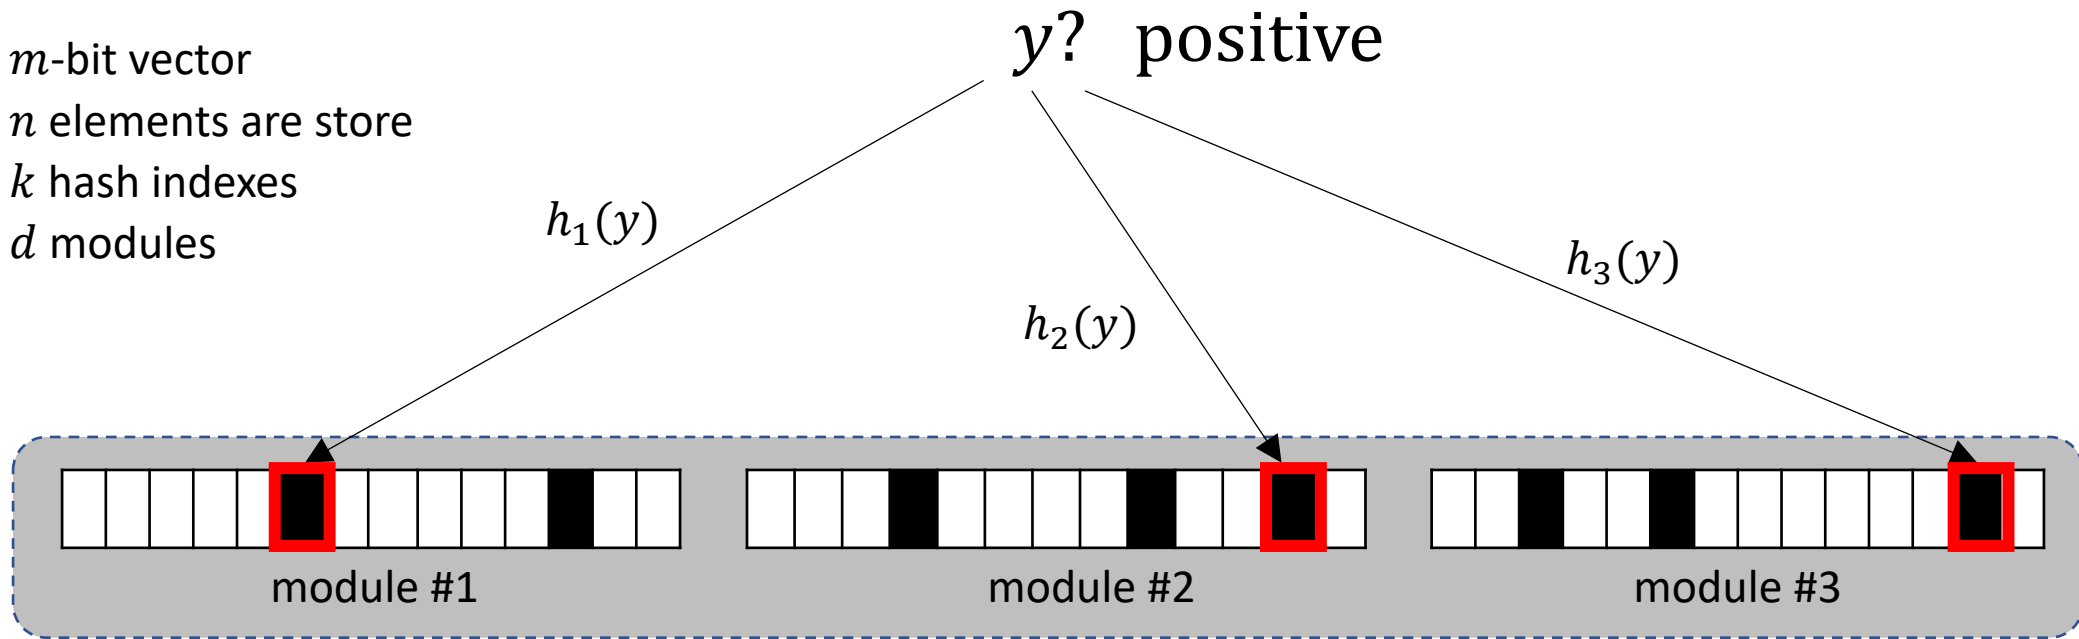 y? positive
m-bit vector
n elements are store
k hash indexes
d modules
h₁(y)
h₂(y)
h₃(y)
module #1
module #2
module #3